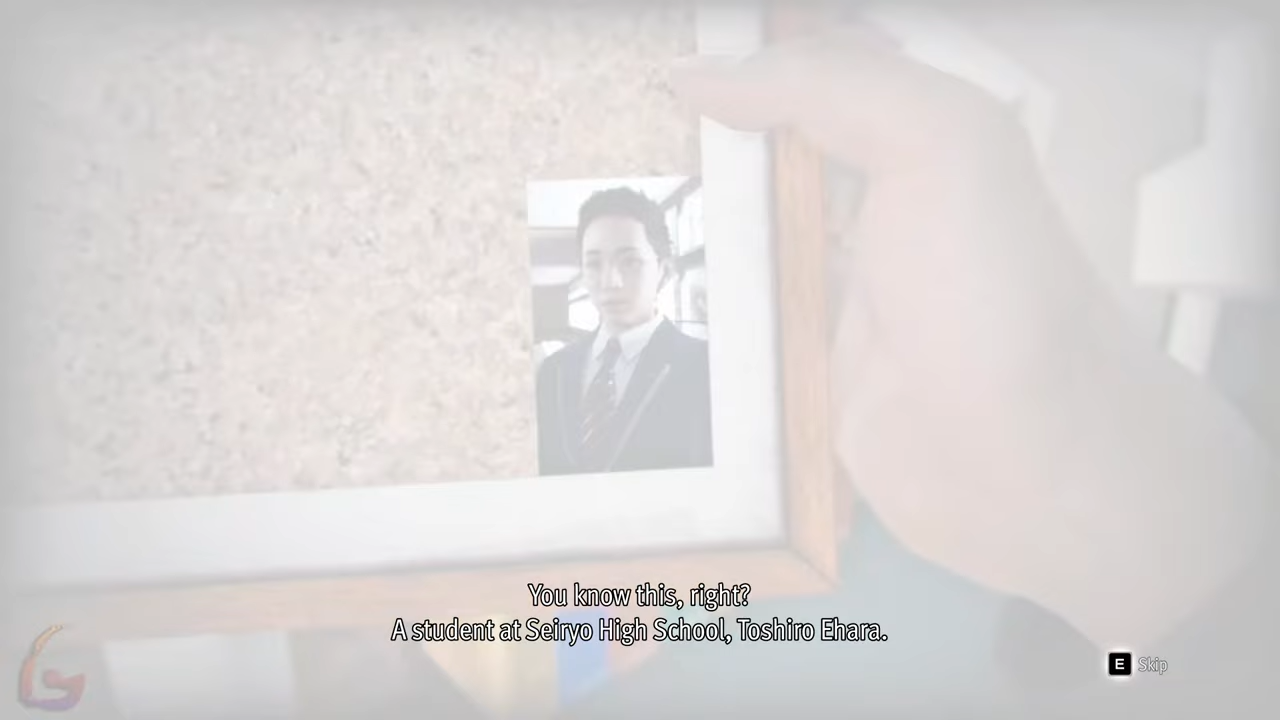 You know this, right?
A student at Seiryo High School, Toshiro Ehara.
E Skip